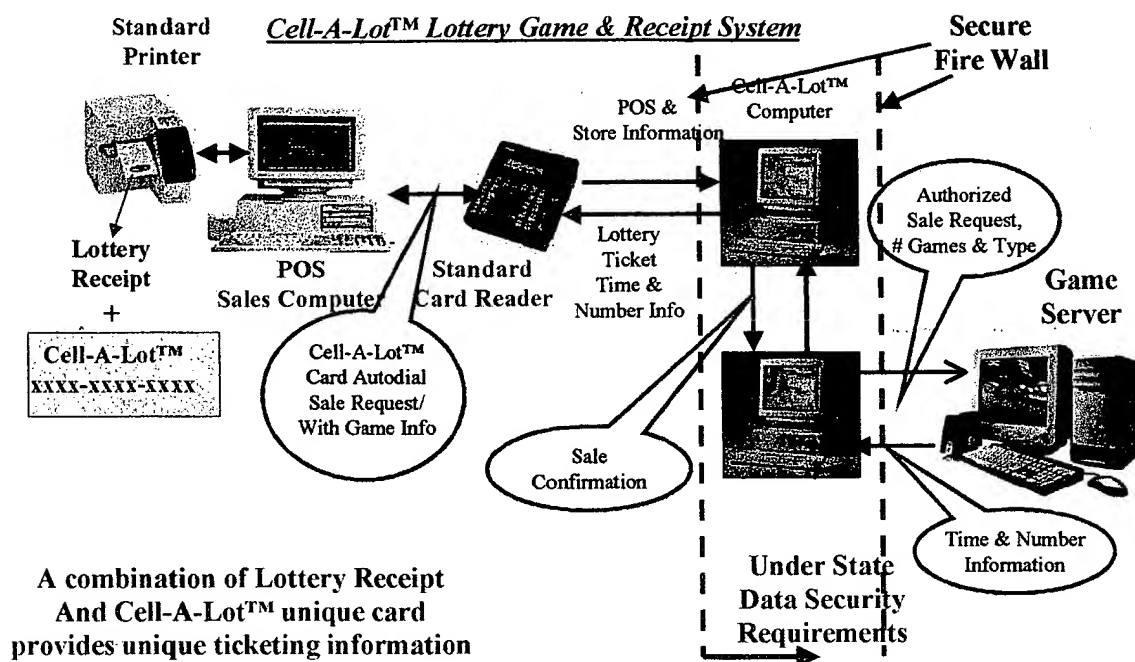 Cell-A-Lot™ Lottery Game & Receipt System
Standard
Printer
Secure
Fire Wall
Cell-A-Lot™
Computer
POS &
Store Information
Authorized
Sale Request,
# Games & Type
Lottery
Receipt
+
Cell-A-Lot™
xxxx-xxxx-xxxx
POS
Sales Computer
Standard
Card Reader
Lottery
Ticket
Time &
Number Info
Game
Server
Cell-A-Lot™
Card Autodial
Sale Request/
With Game Info
Sale
Confirmation
Time & Number
Information
A combination of Lottery Receipt
And Cell-A-Lot™ unique card
provides unique ticketing information
Under State
Data Security
Requirements